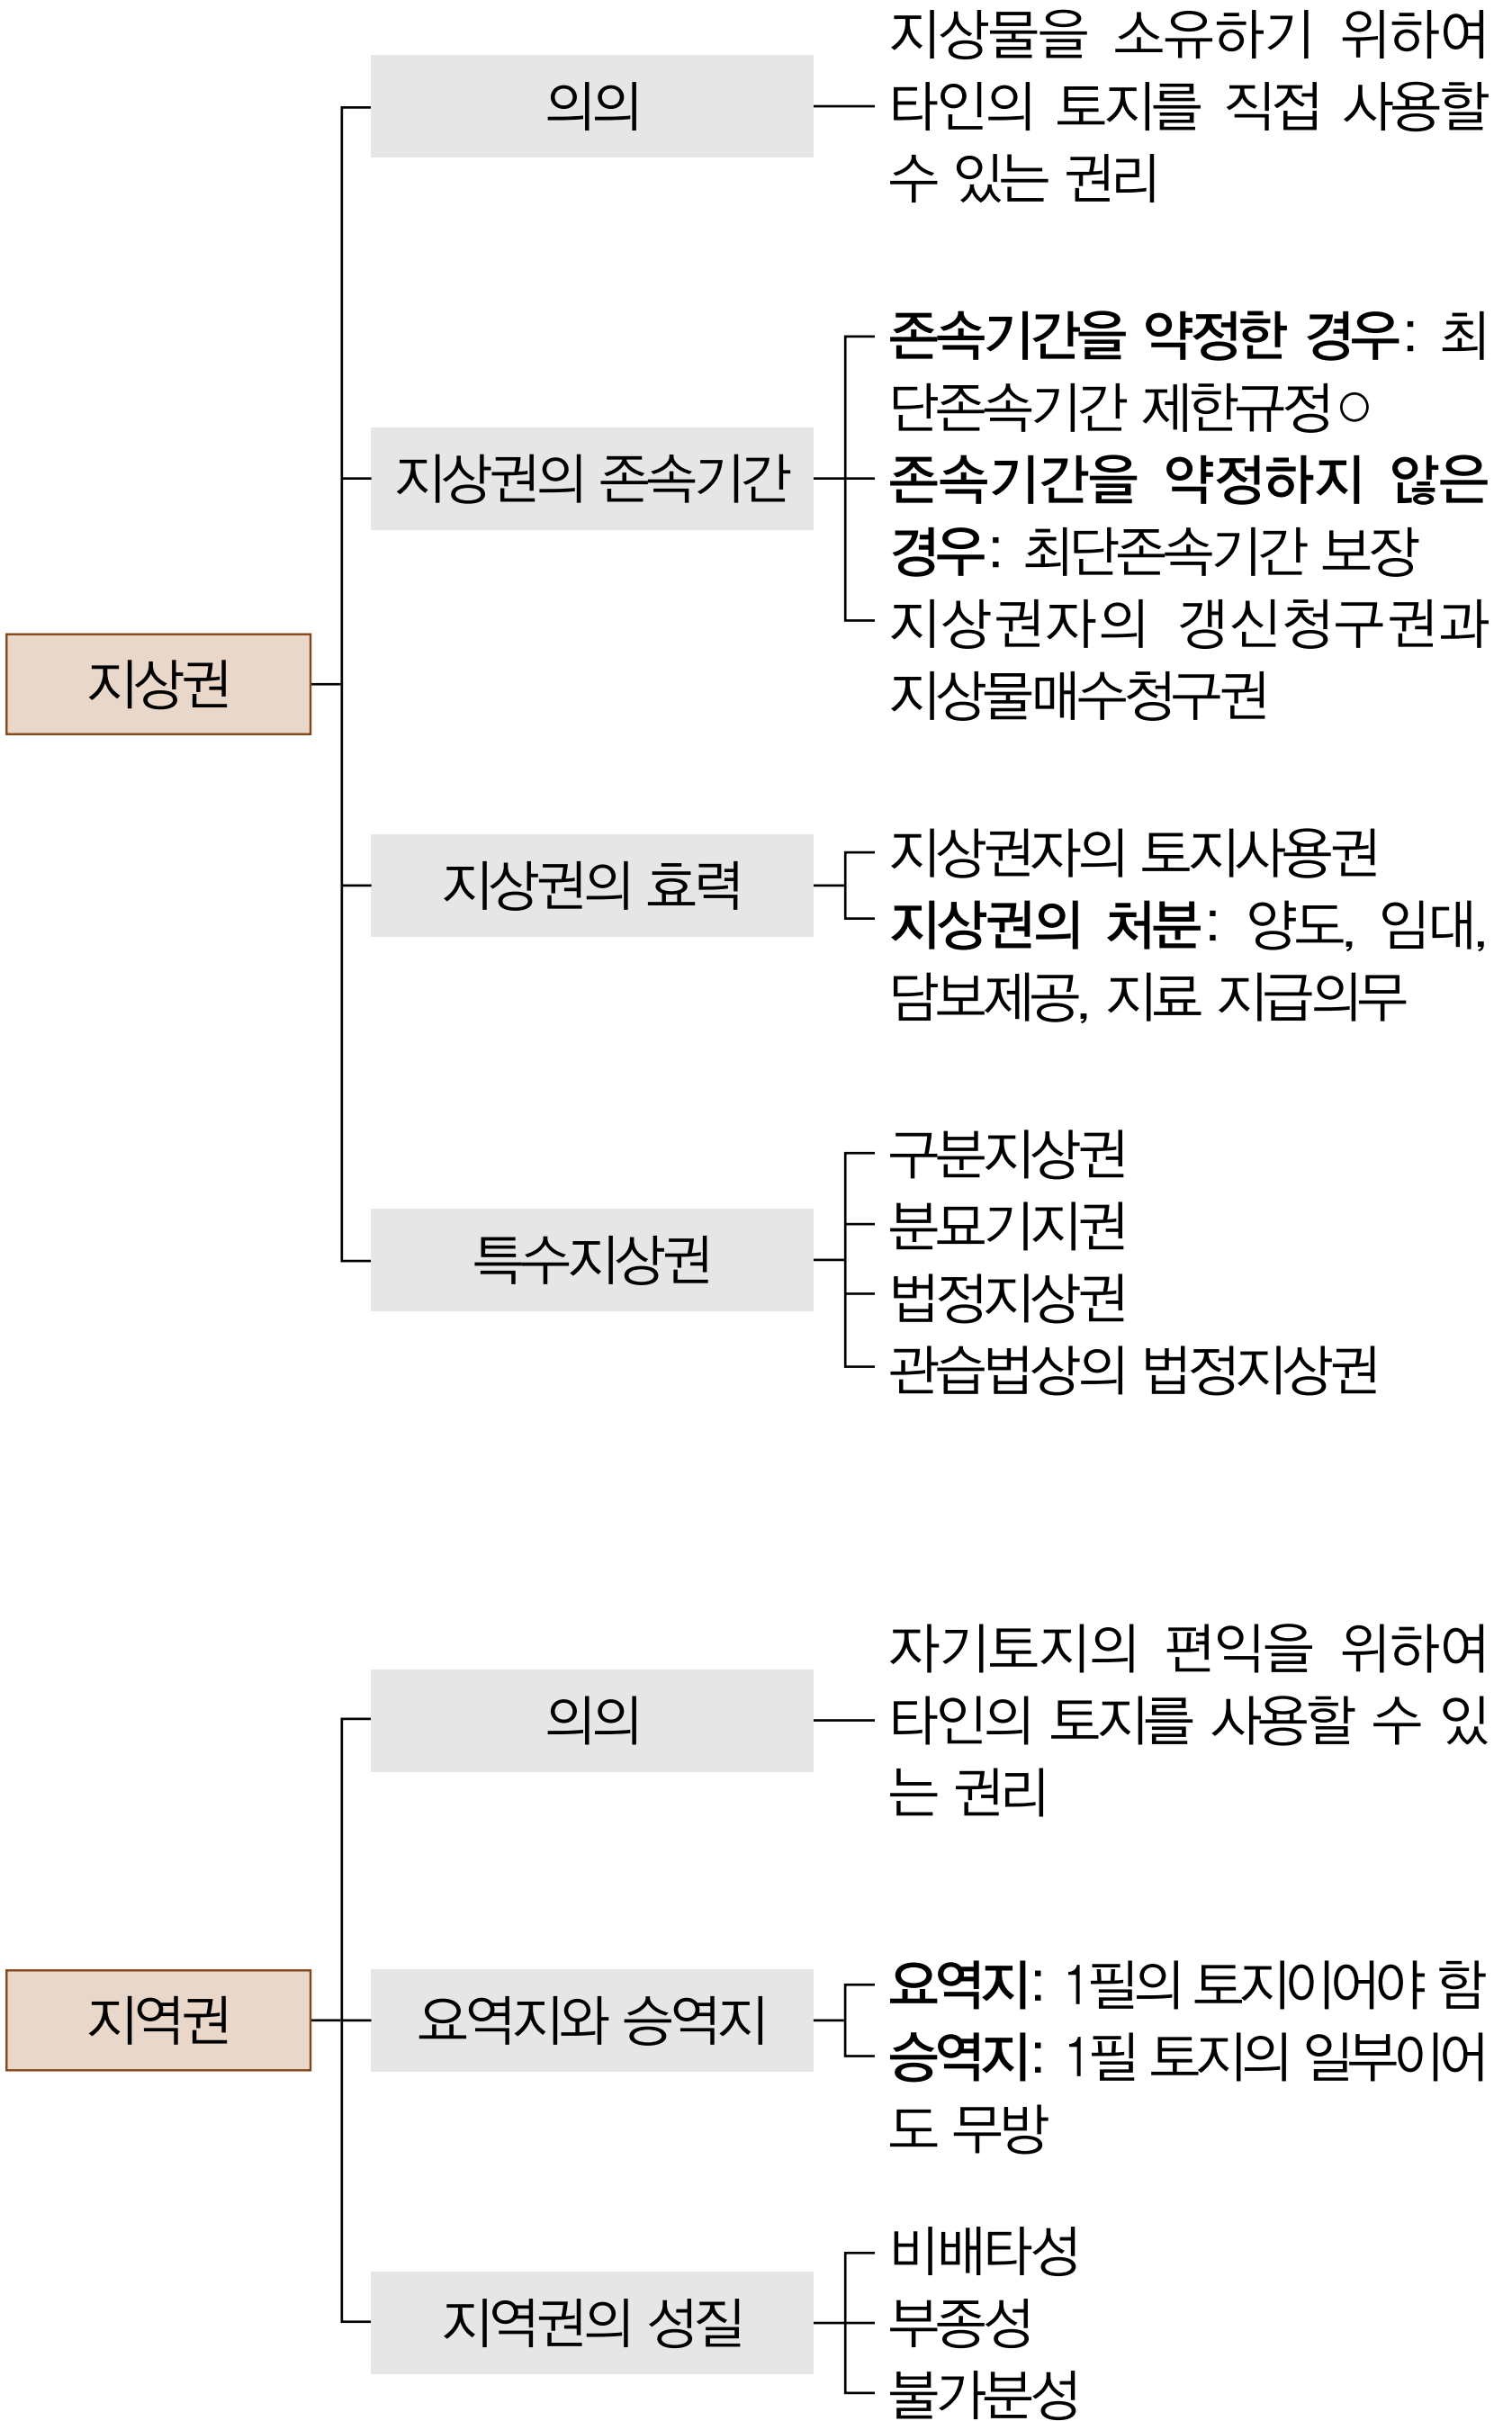 지상권
의의
지상물을 소유하기 위하여
타인의 토지를 직접 사용할
수 있는 권리
지상권의 존속기간
존속기간을 약정한 경우: 최
단존속기간 제한규정○
존속기간을 약정하지 않은
경우: 최단존속기간 보장
지상권자의 갱신청구권과
지상물매수청구권
지상권의 효력
지상권자의 토지사용권
지상권의 처분: 양도, 임대,
담보제공, 지료 지급의무
특수지상권
구분지상권
분묘기지권
법정지상권
관습법상의 법정지상권
지역권
의의
자기토지의 편익을 위하여
타인의 토지를 사용할 수 있
는 권리
요역지와 승역지
요역지: 1필의 토지이어야 함
승역지: 1필 토지의 일부이어
도 무방
지역권의 성질
비배타성
부종성
불가분성